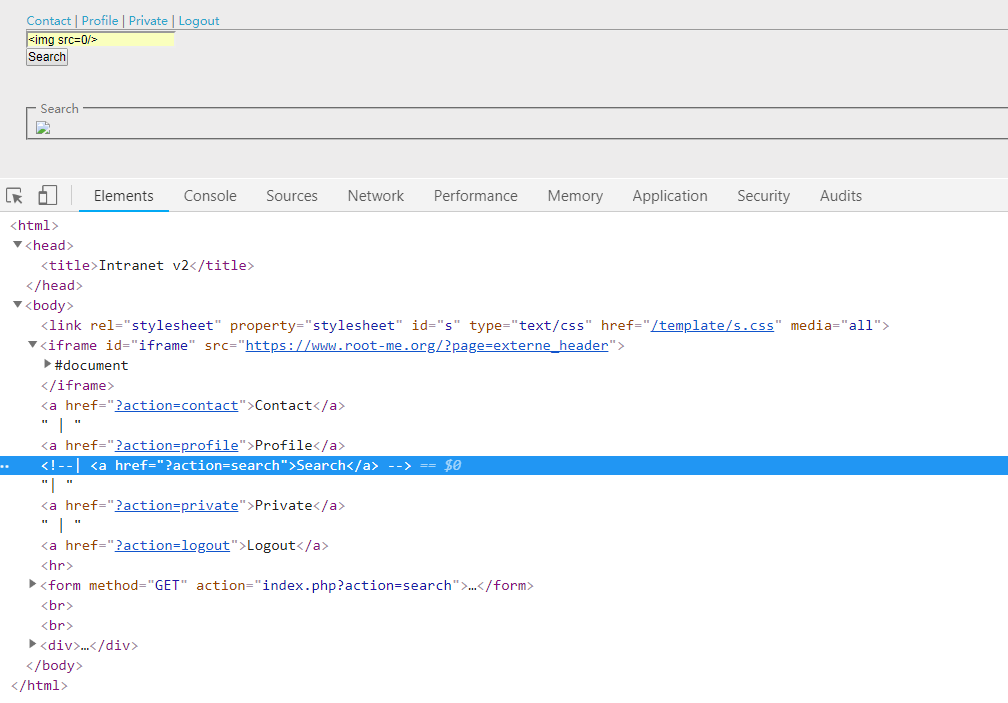 Contact | Profile | Private | Logout
<img src=0/>
Search
Search
Elements Console Sources Network Performance Memory Application Security Audits
<html>
<head>
<title>Intranet v2</title>
</head>
<body>
<link rel="stylesheet" property="stylesheet" id="s" type="text/css" href="/template/s.css" media="all">
<iframe id="iframe" src="https://www.root-me.org/?page=externe_header">
#document
</iframe>
<a href="?action=contact">Contact</a>
" | "
<a href="?action=profile">Profile</a>
<!--| <a href="?action=search">Search</a> --> == $0
"| "
<a href="?action=private">Private</a>
" | "
<a href="?action=logout">Logout</a>
<hr>
<form method="GET" action="index.php?action=search">…</form>
<br>
<br>
<div>…</div>
</body>
</html>